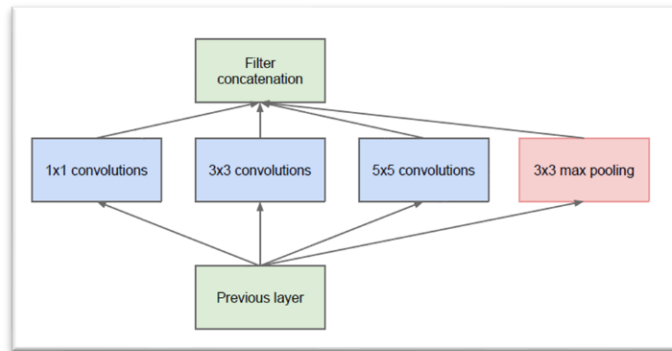 Filter
concatenation
1x1 convolutions
3x3 convolutions
5x5 convolutions
3x3 max pooling
Previous layer